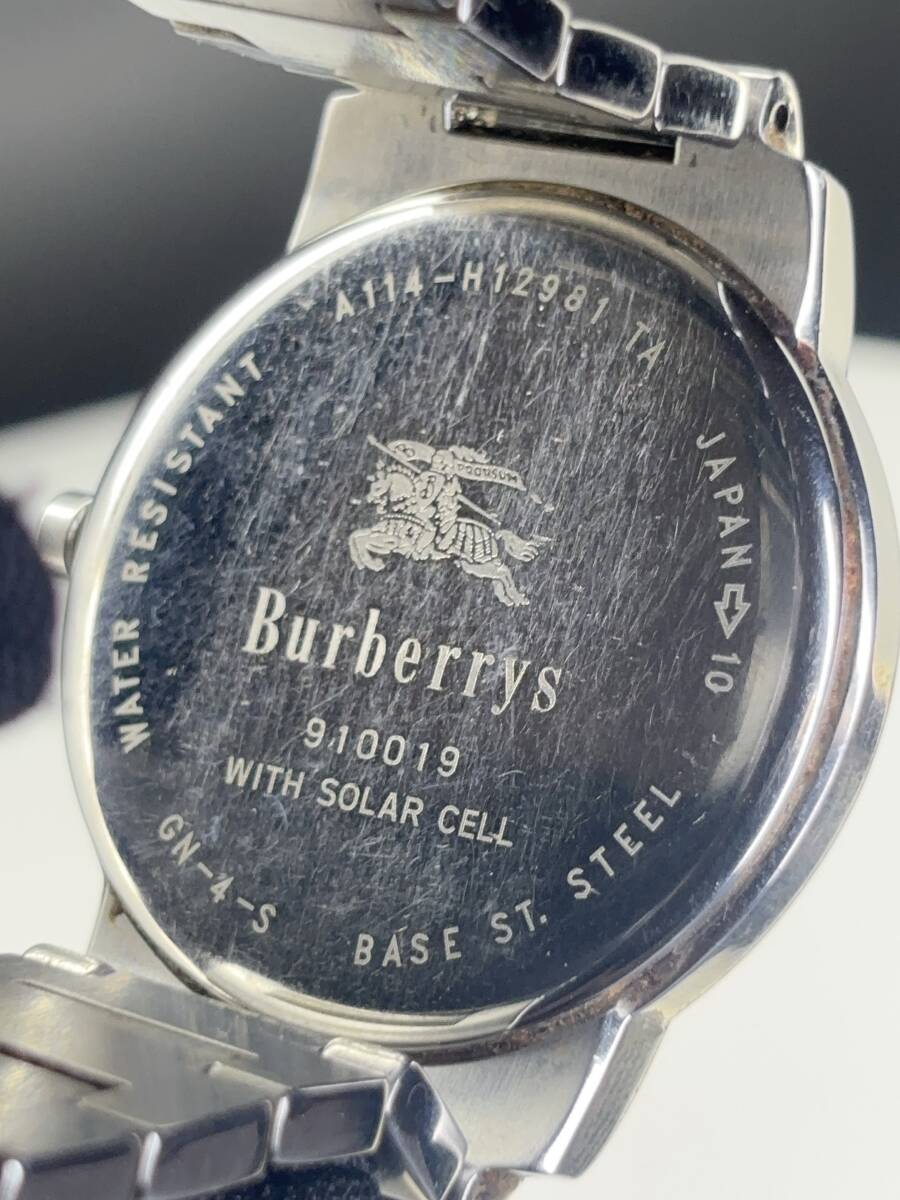 A114-H12981 TA
JAPAN 10
WATER RESISTANT
Burberrys
910019
WITH SOLAR CELL
GN-4-S
BASE ST. STEEL